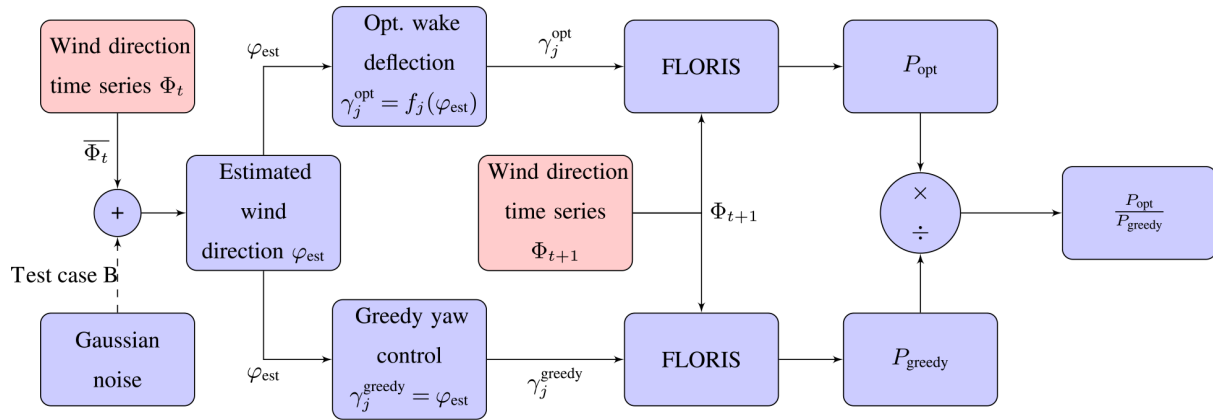 Wind direction
time series Φ_t
\overline{Φ_t}
+
Test case B
Gaussian
noise
Estimated
wind
direction φ_est
φ_est
φ_est
Opt. wake
deflection
γ_j^opt = f_j(φ_est)
γ_j^opt
Greedy yaw
control
γ_j^greedy = φ_est
γ_j^greedy
FLORIS
Wind direction
time series
Φ_{t+1}
Φ_{t+1}
FLORIS
P_opt
×
÷
P_greedy
P_opt
P_greedy